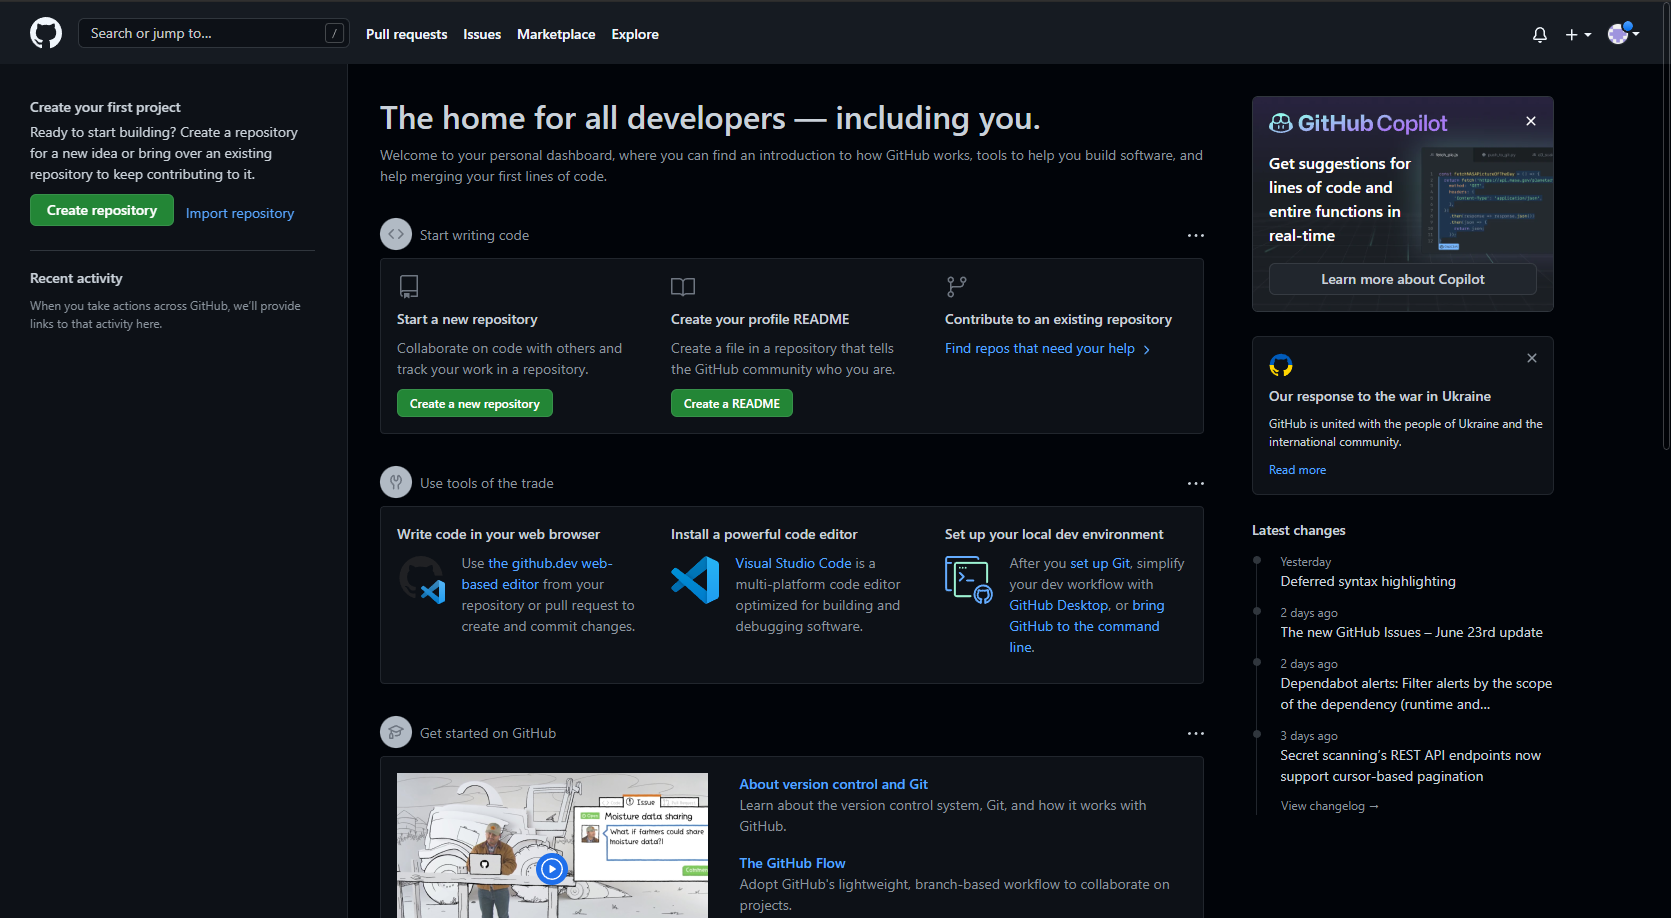 Search or jump to...
/
Pull requests
Issues
Marketplace
Explore
Create your first project
Ready to start building? Create a repository
for a new idea or bring over an existing
repository to keep contributing to it.
Create repository
Import repository
Recent activity
When you take actions across GitHub, we'll provide
links to that activity here.
The home for all developers — including you.
Welcome to your personal dashboard, where you can find an introduction to how GitHub works, tools to help you build software, and
help merging your first lines of code.
Start writing code
Start a new repository
Collaborate on code with others and
track your work in a repository.
Create a new repository
Create your profile README
Create a file in a repository that tells
the GitHub community who you are.
Create a README
Contribute to an existing repository
Find repos that need your help
Use tools of the trade
Write code in your web browser
Use the github.dev web-
based editor from your
repository or pull request to
create and commit changes.
Install a powerful code editor
Visual Studio Code is a
multi-platform code editor
optimized for building and
debugging software.
Set up your local dev environment
After you set up Git, simplify
your dev workflow with
GitHub Desktop, or bring
GitHub to the command
line.
Get started on GitHub
Issue
Moisture data sharing
What if farmers could share
moisture data?!
About version control and Git
Learn about the version control system, Git, and how it works with
GitHub.
The GitHub Flow
Adopt GitHub's lightweight, branch-based workflow to collaborate on
projects.
GitHub Copilot
Get suggestions for
lines of code and
entire functions in
real-time
Learn more about Copilot
Our response to the war in Ukraine
GitHub is united with the people of Ukraine and the
international community.
Read more
Latest changes
Yesterday
Deferred syntax highlighting
2 days ago
The new GitHub Issues – June 23rd update
2 days ago
Dependabot alerts: Filter alerts by the scope
of the dependency (runtime and...
3 days ago
Secret scanning's REST API endpoints now
support cursor-based pagination
View changelog →